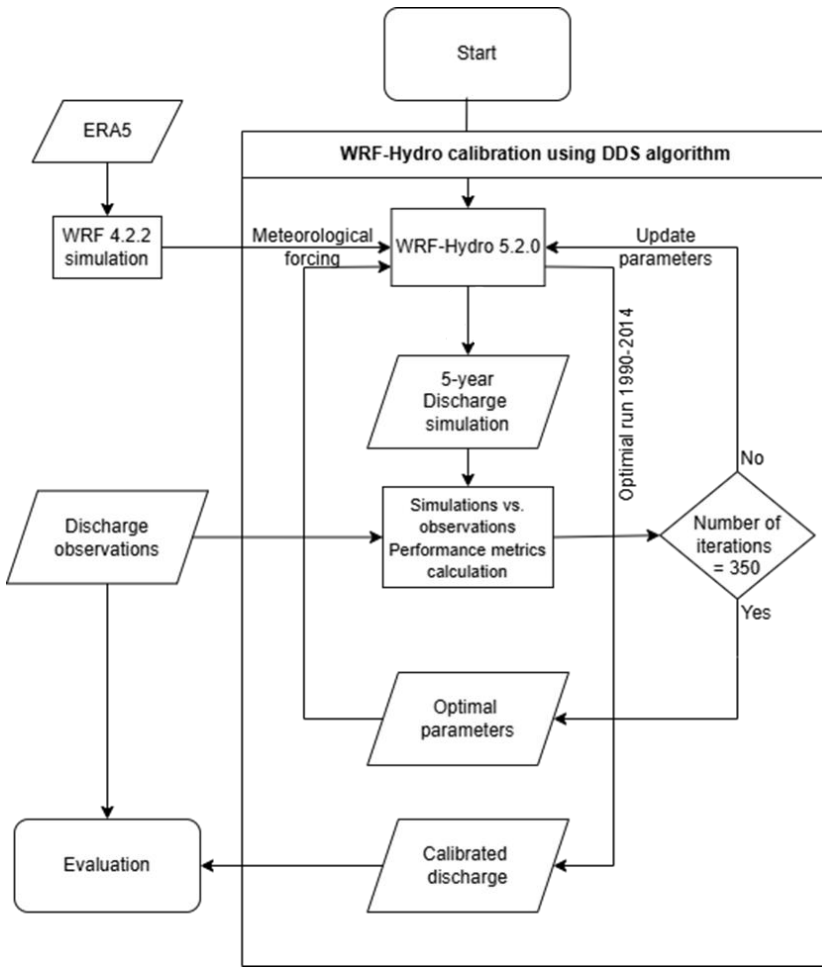 Start
ERA5
WRF-Hydro calibration using DDS algorithm
WRF 4.2.2
simulation
Meteorological
forcing
WRF-Hydro 5.2.0
Update
parameters
5-year
Discharge
simulation
Optimial run 1990-2014
No
Discharge
observations
Simulations vs.
observations
Performance metrics
calculation
Number of
iterations
= 350
Yes
Optimal
parameters
Evaluation
Calibrated
discharge